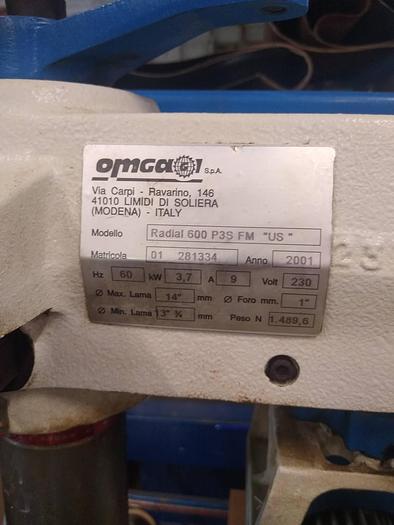 omga S.p.A.
Via Carpi - Ravarino, 146
41010 LIMIDI DI SOLIERA
(MODENA) - ITALY
Modello Radial 600 P3S FM "US"
Matricola 01 281334 Anno 2001
Hz 60 kW 3,7 A 9 Volt 230
Ø Max. Lama 14" mm Ø Foro mm. 1"
Ø Min. Lama 13" ¾ mm Peso N 1.489,6